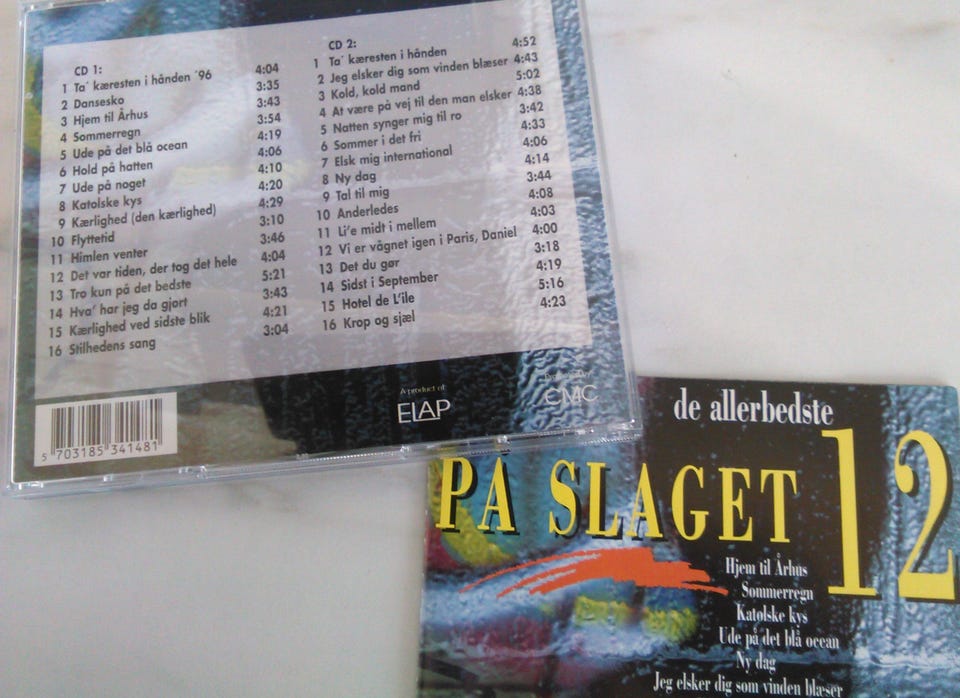 CD 1:
1 Ta´ kæresten i hånden ´96 4:04
2 Dansesko 3:35
3 Hjem til Århus 3:43
4 Sommerregn 3:54
5 Ude på det blå ocean 4:19
6 Hold på hatten 4:06
7 Ude på noget 4:10
8 Katolske kys 4:20
9 Kærlighed (den kærlighed) 4:29
10 Flyttetid 3:10
11 Himlen venter 3:46
12 Det var tiden, der tog det hele 4:04
13 Tro kun på det bedste 5:21
14 Hva´ har jeg da gjort 3:43
15 Kærlighed ved sidste blik 4:21
16 Stilhedens sang 3:04
CD 2:
1 Ta´ kæresten i hånden 4:52
2 Jeg elsker dig som vinden blæser 4:43
3 Kold, kold mand 5:02
4 At være på vej til den man elsker 4:38
5 Natten synger mig til ro 3:42
6 Sommer i det fri 4:33
7 Elsk mig international 4:06
8 Ny dag 4:14
9 Tal til mig 3:44
10 Anderledes 4:08
11 Li´e midt i mellem 4:03
12 Vi er vågnet igen i Paris, Daniel 4:00
13 Det du gør 3:18
14 Sidst i September 4:19
15 Hotel de L´ile 5:16
16 Krop og sjæl 4:23
5 703185 341481
A product of:
ELAP
CMC
de allerbedste
PÅ SLAGET 12
Hjem til Århus
Sommerregn
Katolske kys
Ude på det blå ocean
Ny dag
Jeg elsker dig som vinden blæser